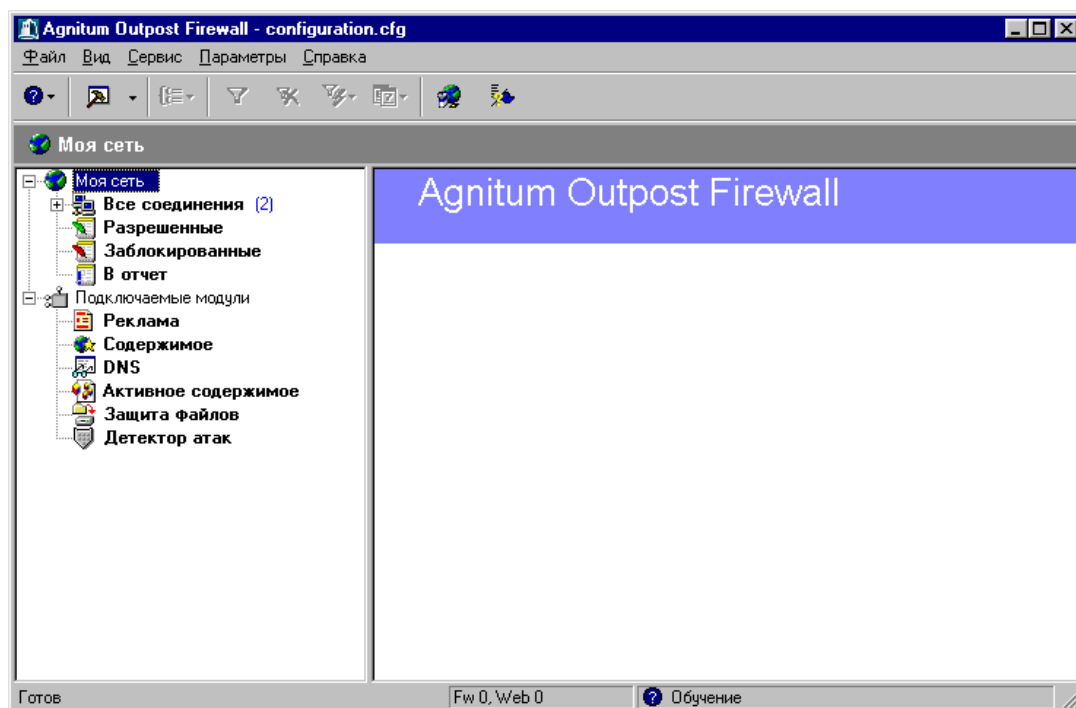 Agnitum Outpost Firewall - configuration.cfg
Файл Вид Сервис Параметры Справка
Моя сеть
Моя сеть
Все соединения (2)
Разрешенные
Заблокированные
В отчет
Подключаемые модули
Реклама
Содержимое
DNS
Активное содержимое
Защита файлов
Детектор атак
Agnitum Outpost Firewall
Готов
Fw 0, Web 0
Обучение